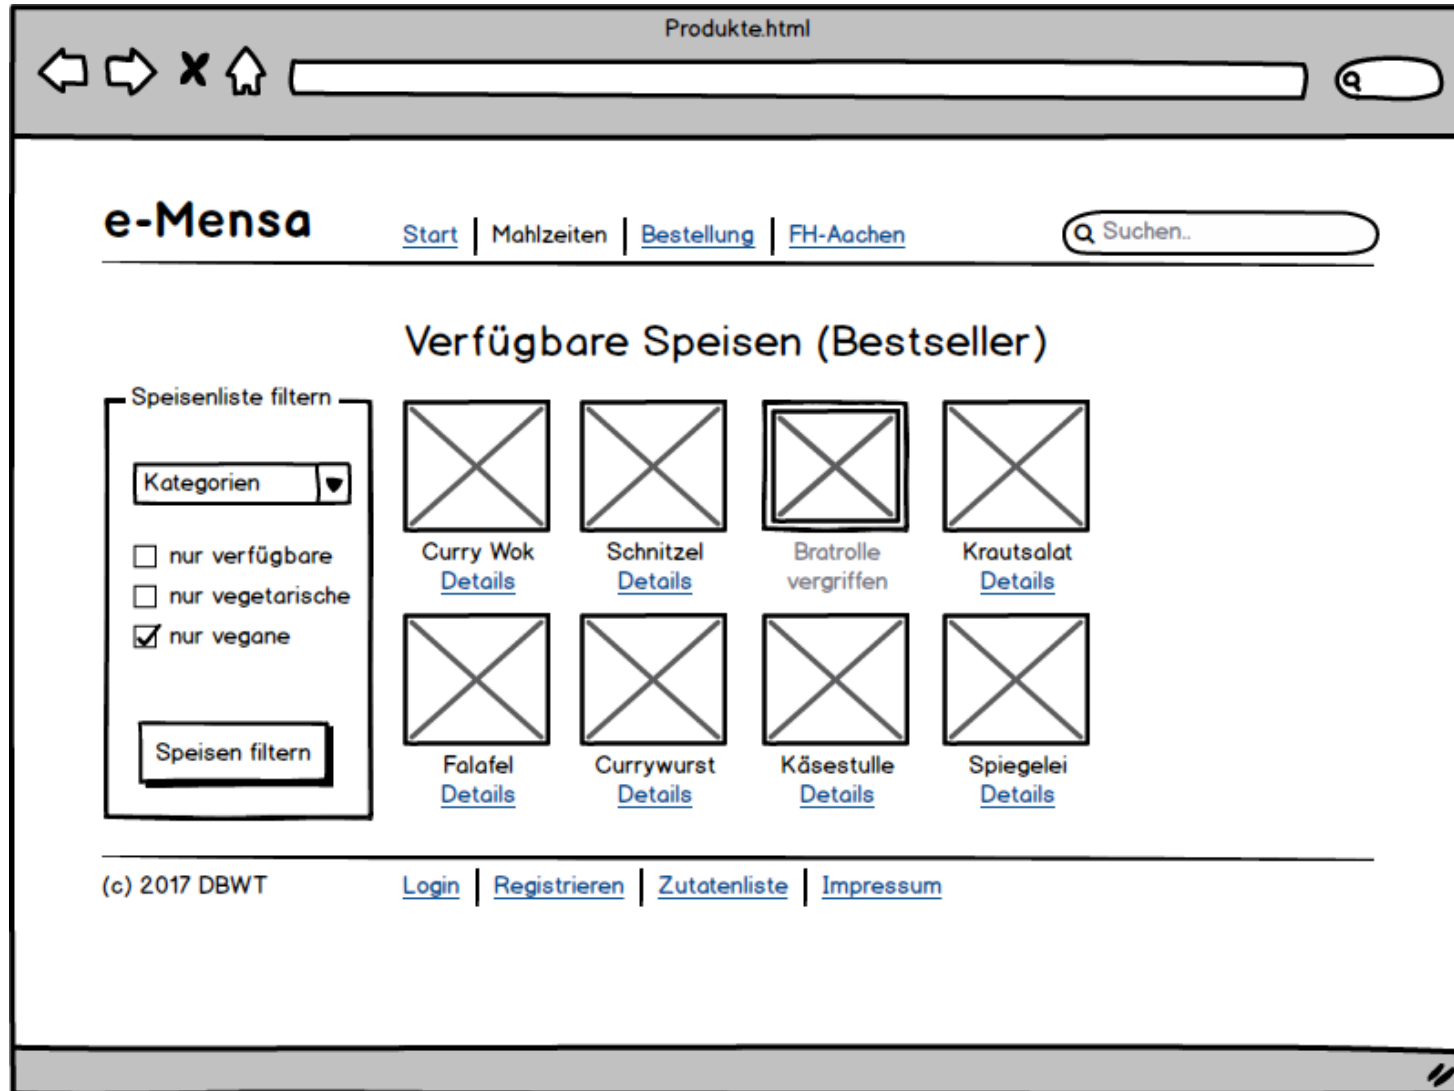 Produkte.html
e-Mensa
Start Mahlzeiten Bestellung FH-Aachen
Suchen..
Verfügbare Speisen (Bestseller)
Speisenliste filtern
Kategorien
nur verfügbare
nur vegetarische
nur vegane
Speisen filtern
Curry Wok Schnitzel Bratrolle Krautsalat
Details Details vergriffen Details
Falafel Currywurst Käsestulle Spiegelei
Details Details Details Details
(c) 2017 DBWT
Login Registrieren Zutatenliste Impressum